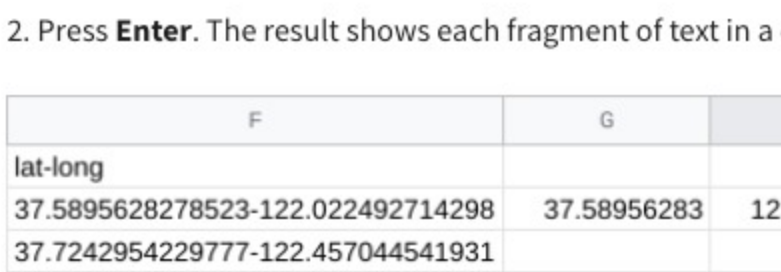 2. Press Enter. The result shows each fragment of text in a
F G
lat-long
37.5895628278523-122.022492714298 37.58956283 12
37.7242954229777-122.457044541931